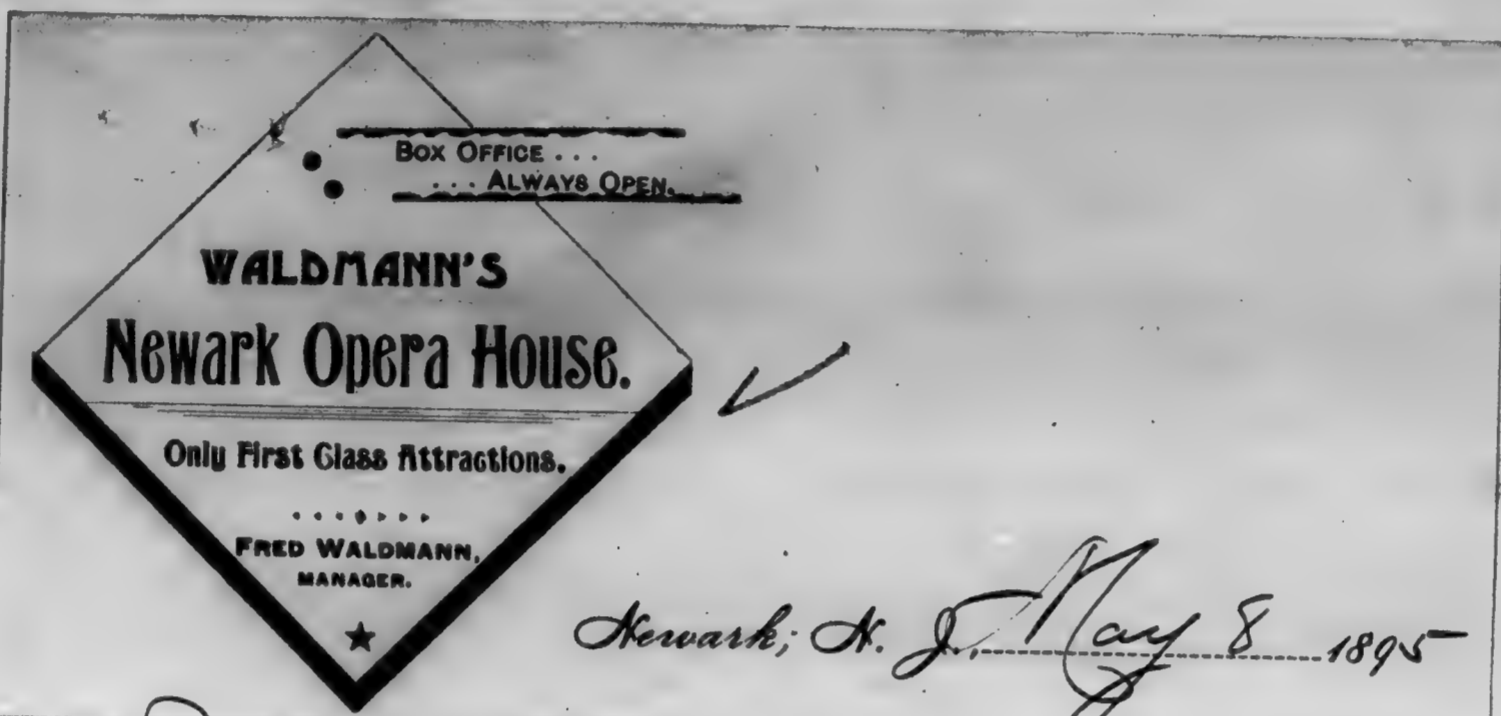 BOX OFFICE . . .
. . . ALWAYS OPEN.
WALDMANN'S
Newark Opera House.
Only First Class Attractions.
FRED WALDMANN,
MANAGER.
Newark, N. J. May 8 1895